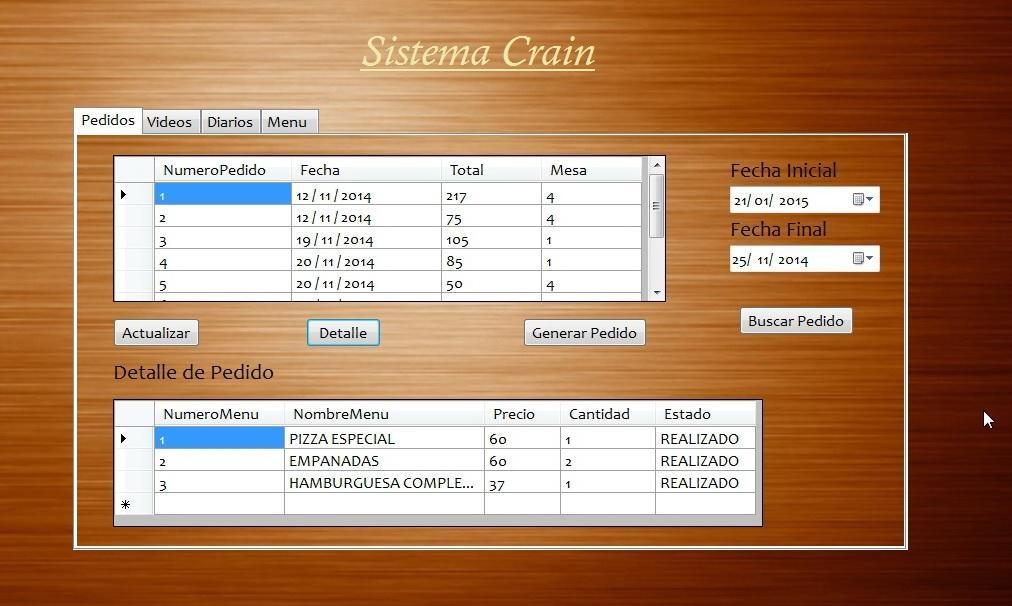 Sistema Crain
Pedidos Videos Diarios Menu
NumeroPedido Fecha Total Mesa
1 12/11/2014 217 4
2 12/11/2014 75 4
3 19/11/2014 105 1
4 20/11/2014 85 1
5 20/11/2014 50 4
Fecha Inicial
21/01/ 2015
Fecha Final
25/ 11/ 2014
Buscar Pedido
Actualizar Detalle Generar Pedido
Detalle de Pedido
NumeroMenu NombreMenu Precio Cantidad Estado
1 PIZZA ESPECIAL 60 1 REALIZADO
2 EMPANADAS 60 2 REALIZADO
3 HAMBURGUESA COMPLE... 37 1 REALIZADO